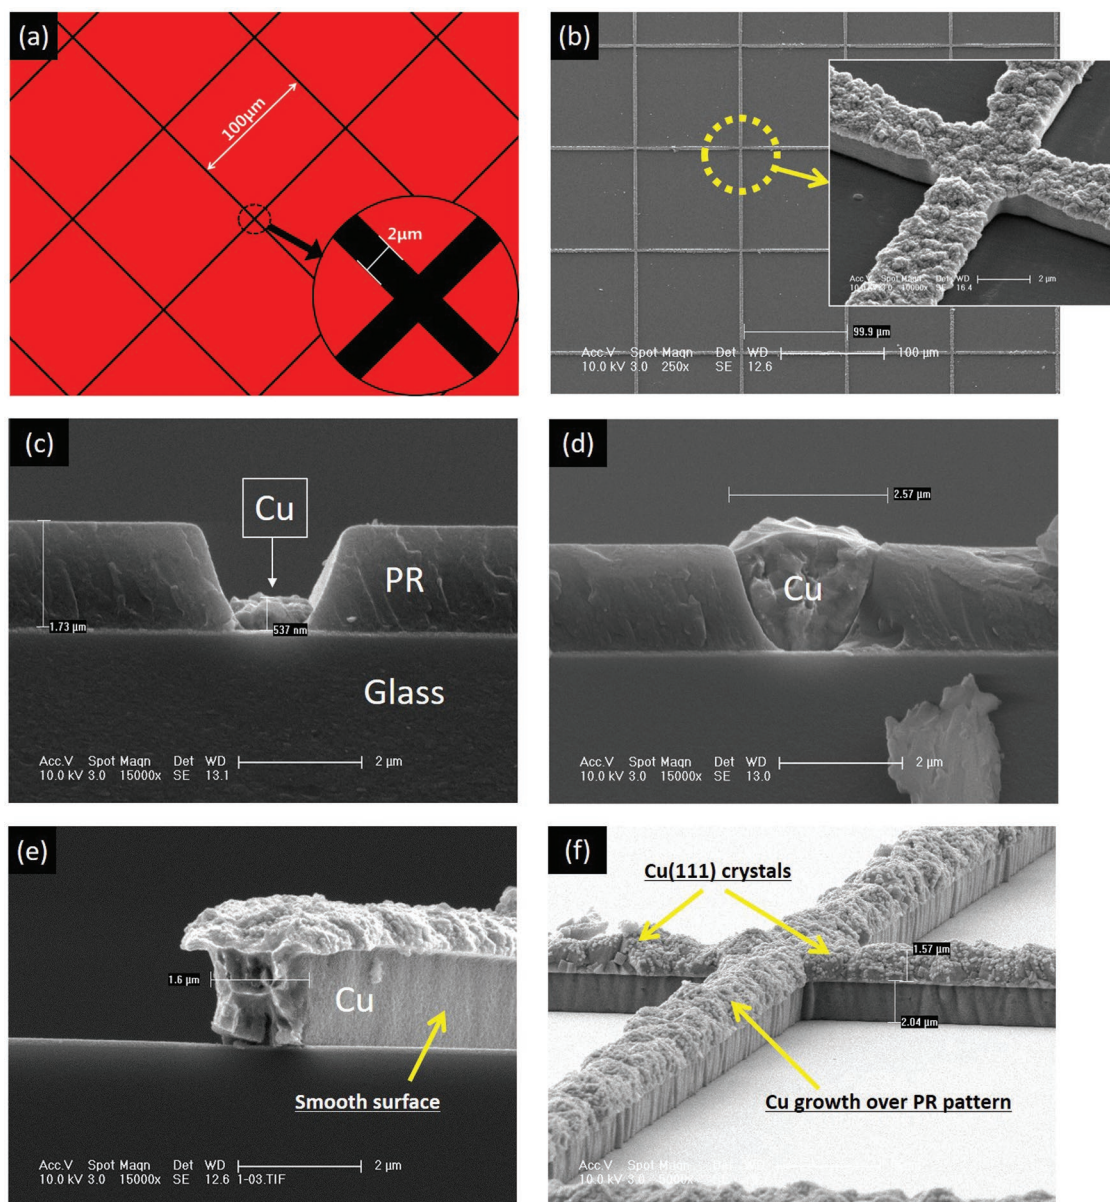 (a)
100μm
2μm
(b)
Acc.V Spot Magn Det WD
10.0 kV 3.0 10000x SE 16.4
2 μm
99.9 μm
Acc.V Spot Magn Det WD
10.0 kV 3.0 250x SE 12.6
100 μm
(c)
Cu
PR
1.73 μm
537 nm
Glass
Acc.V Spot Magn Det WD
10.0 kV 3.0 15000x SE 13.1
2 μm
(d)
2.57 μm
Cu
Acc.V Spot Magn Det WD
10.0 kV 3.0 15000x SE 13.0
2 μm
(e)
1.6 μm
Cu
Smooth surface
Acc.V Spot Magn Det WD
10.0 kV 3.0 15000x SE 12.6 1-03.TIF
2 μm
(f)
Cu(111) crystals
1.57 μm
2.04 μm
Cu growth over PR pattern
Acc.V Spot Magn Det WD